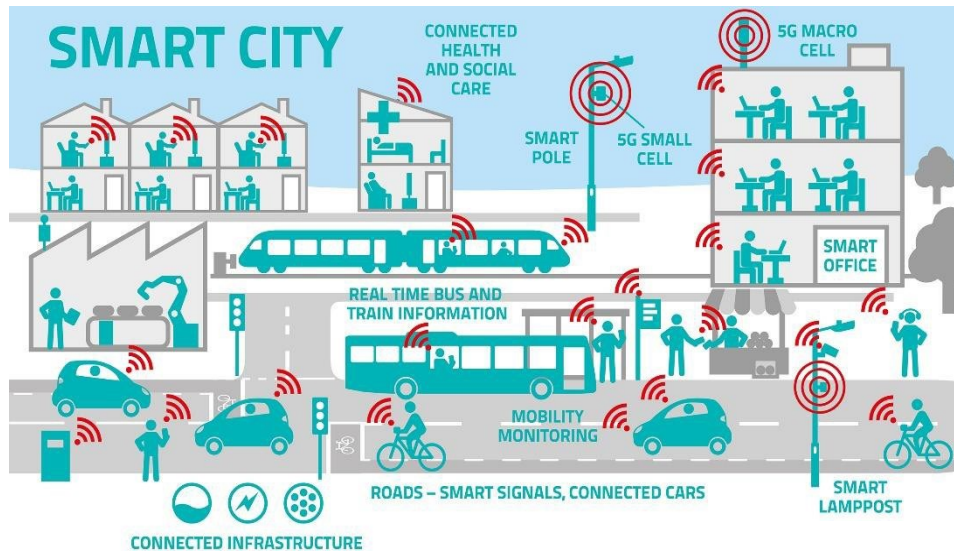 SMART CITY
CONNECTED
HEALTH
AND SOCIAL
CARE
5G MACRO
CELL
SMART
POLE
5G SMALL
CELL
SMART
OFFICE
REAL TIME BUS AND
TRAIN INFORMATION
MOBILITY
MONITORING
ROADS – SMART SIGNALS, CONNECTED CARS
SMART
LAMPPOST
CONNECTED INFRASTRUCTURE